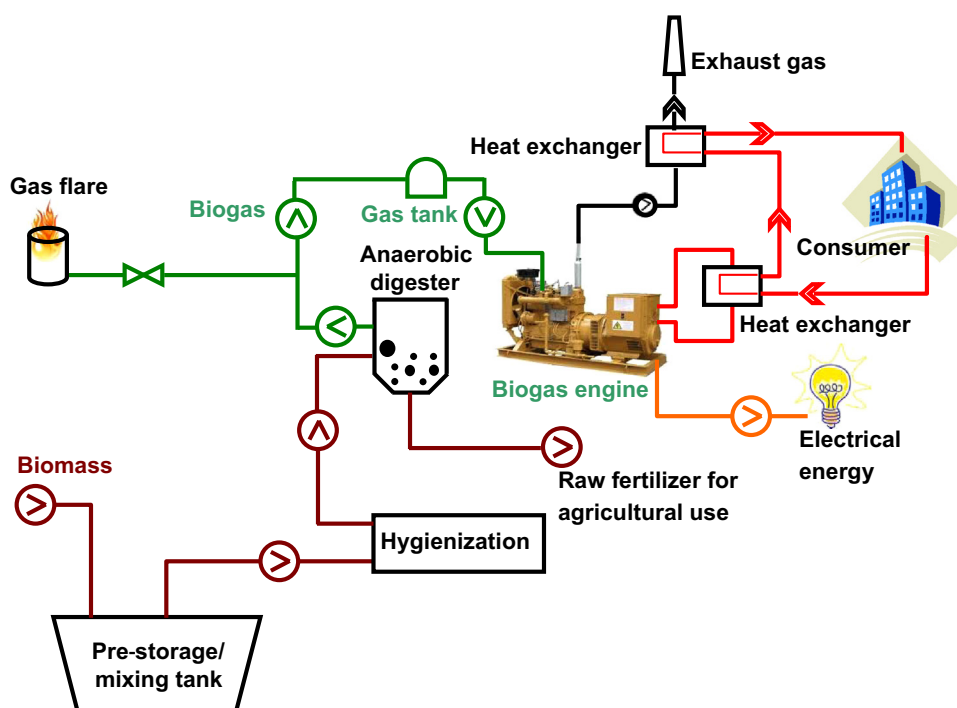 Exhaust gas
Heat exchanger
Gas flare
Biogas
Gas tank
Consumer
Anaerobic
digester
Heat exchanger
Biogas engine
Electrical
energy
Biomass
Raw fertilizer for
agricultural use
Hygienization
Pre-storage/
mixing tank